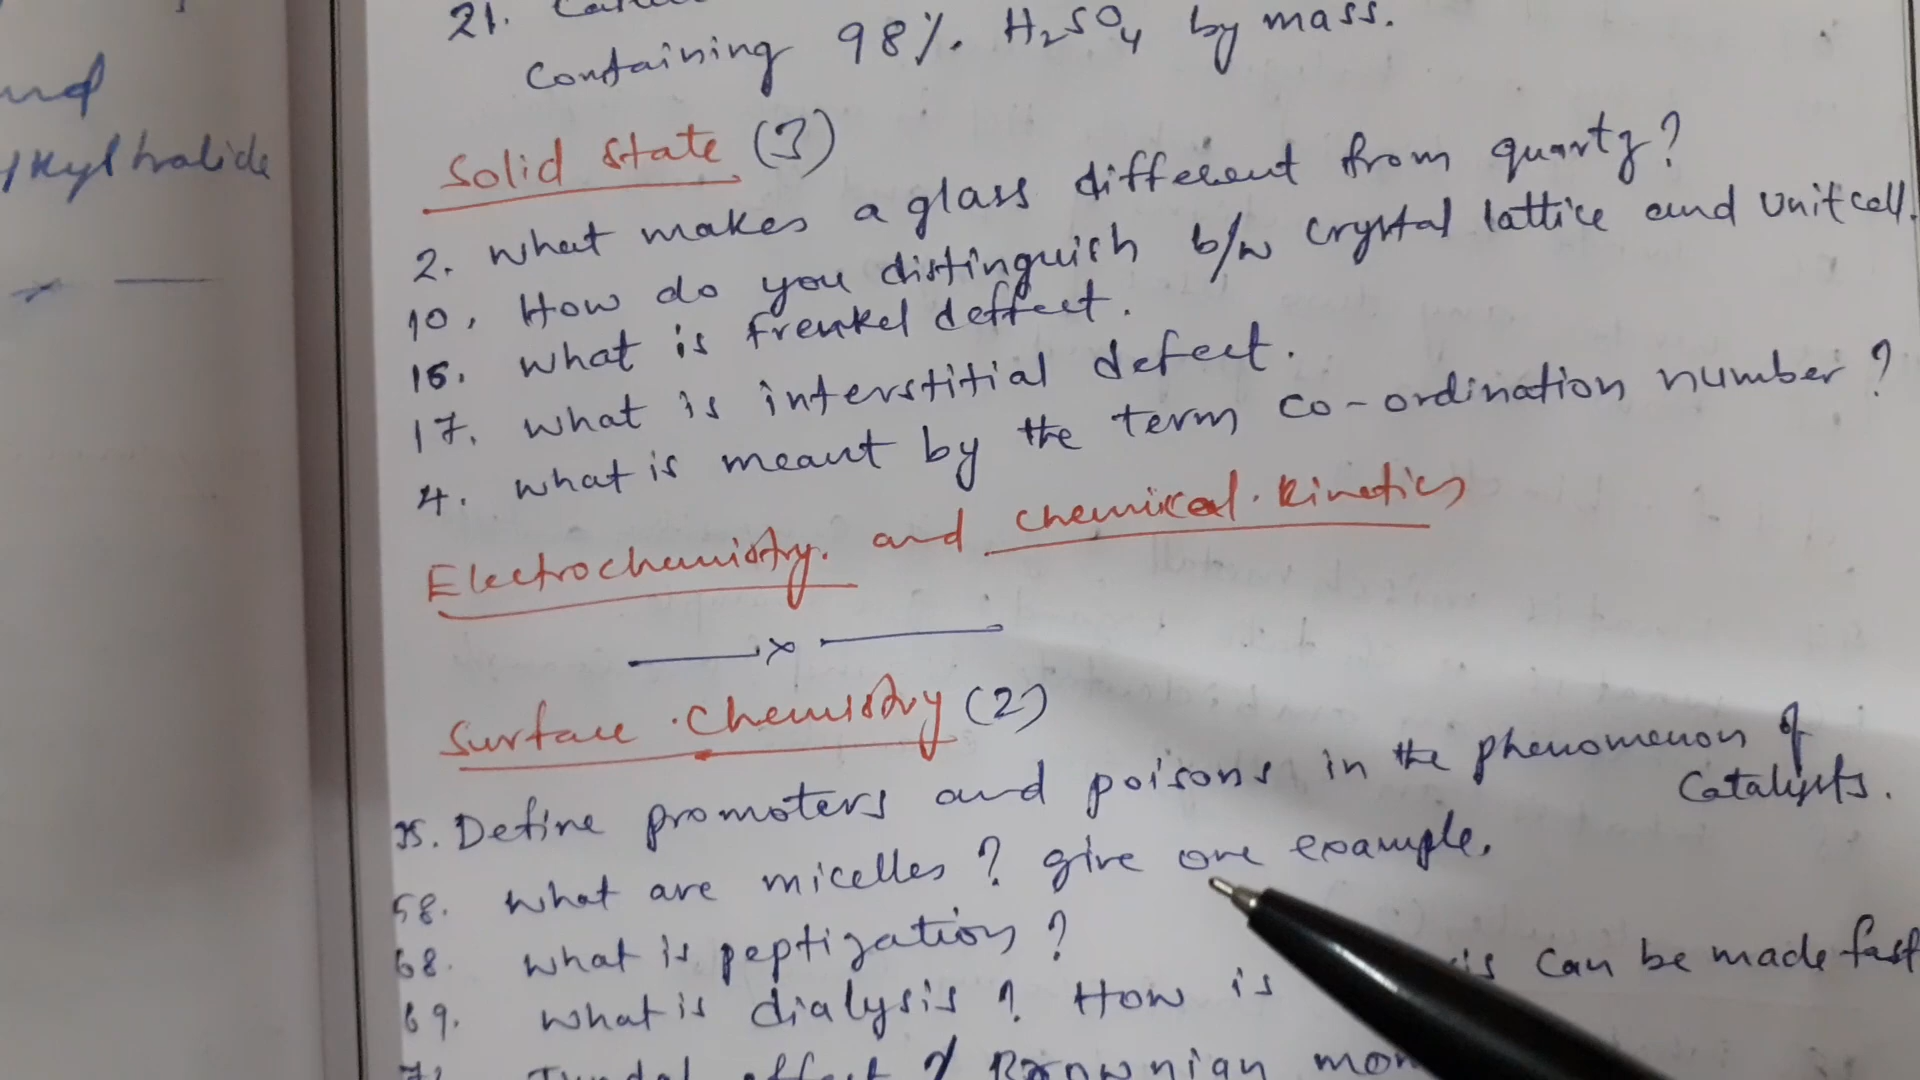 21.
Containing 98% H₂SO₄ by mass.
Solid State (3)
2. What makes a glass different from quartz?
10. How do you distinguish b/w crystal lattice and Unitcell.
15. What is frenkel deffect.
17. What is interstitial defect.
4. What is meant by the term co-ordination number?
Electrochemistry. and chemical. kinetics
x
Surface Chemistry (2)
Define promoters and poisons in the phenomenon of
Catalysts.
58. What are micelles? give one example.
68. What is peptization?
69. What is dialysis? How is can be made fast
Brownian